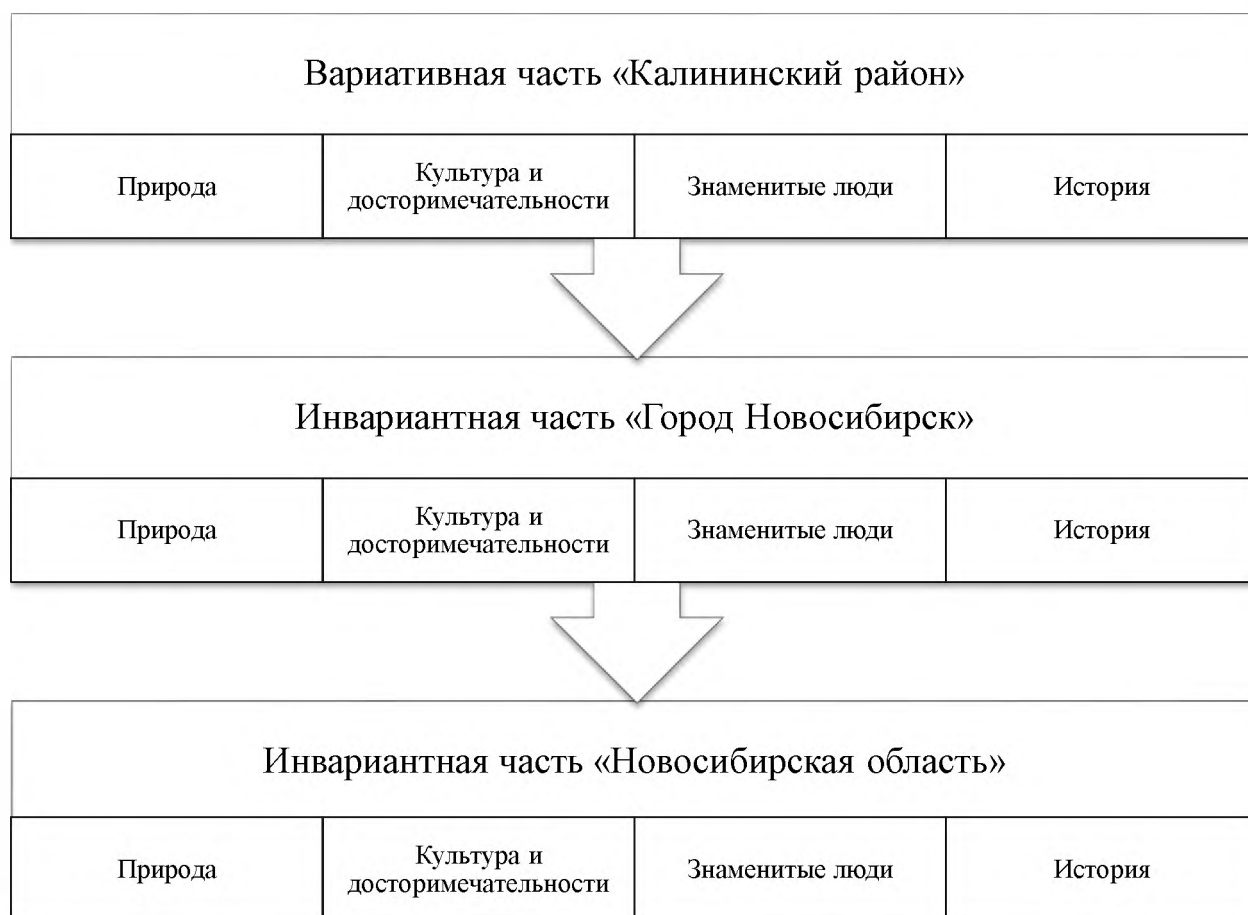 Вариативная часть «Калининский район»
Природа
Культура и
досторимечательности
Знаменитые люди
История
Инвариантная часть «Город Новосибирск»
Природа
Культура и
досторимечательности
Знаменитые люди
История
Инвариантная часть «Новосибирская область»
Природа
Культура и
досторимечательности
Знаменитые люди
История